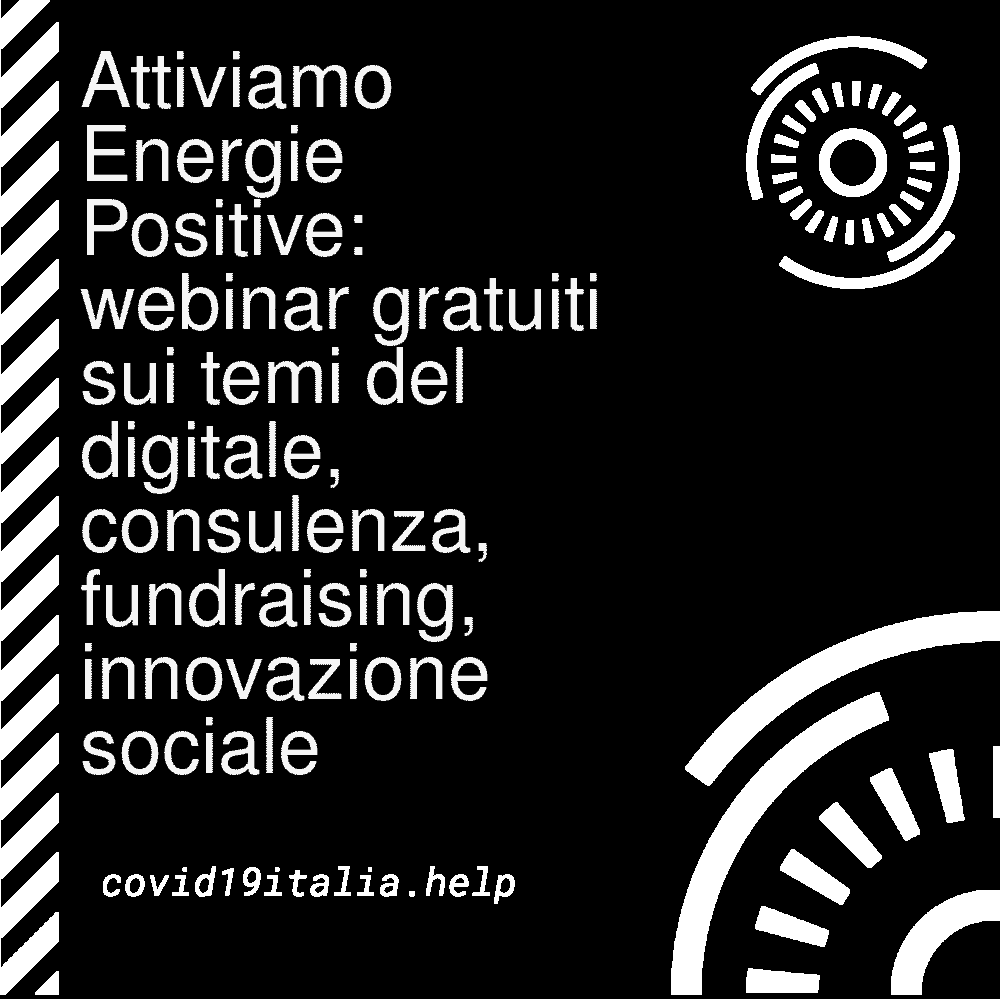 Attiviamo
Energie
Positive:
webinar gratuiti
sui temi del
digitale,
consulenza,
fundraising,
innovazione
sociale
covid19italia.help